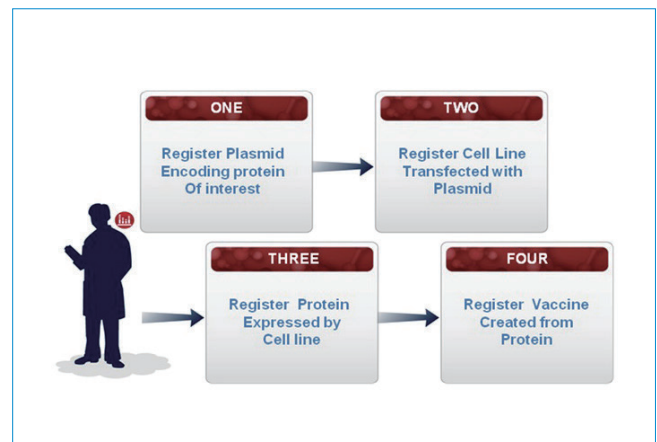 ONE
Register Plasmid
Encoding protein
Of interest
TWO
Register Cell Line
Transfected with
Plasmid
THREE
Register Protein
Expressed by
Cell line
FOUR
Register Vaccine
Created from
Protein